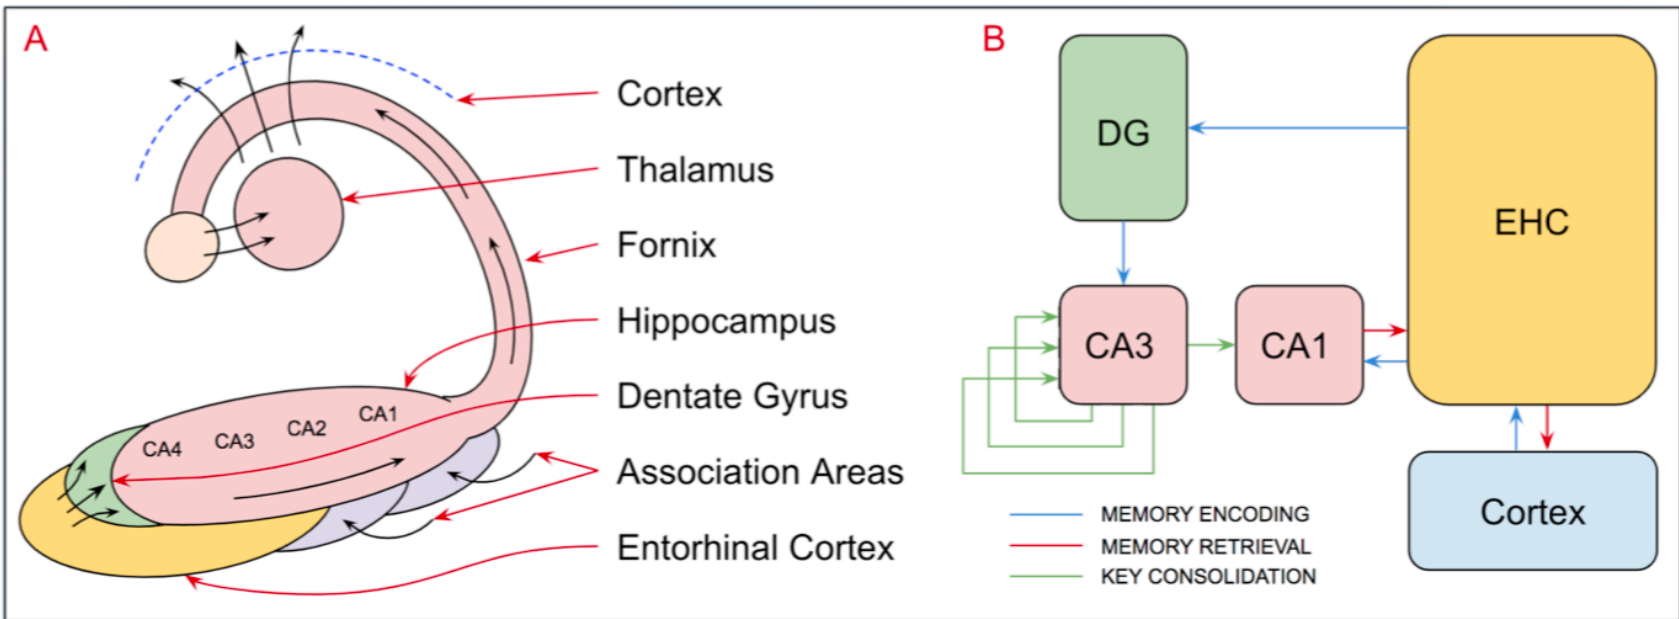 A
Cortex
Thalamus
Fornix
Hippocampus
Dentate Gyrus
Association Areas
Entorhinal Cortex
CA4
CA3
CA2
CA1
B
DG
EHC
CA3
CA1
Cortex
MEMORY ENCODING
MEMORY RETRIEVAL
KEY CONSOLIDATION